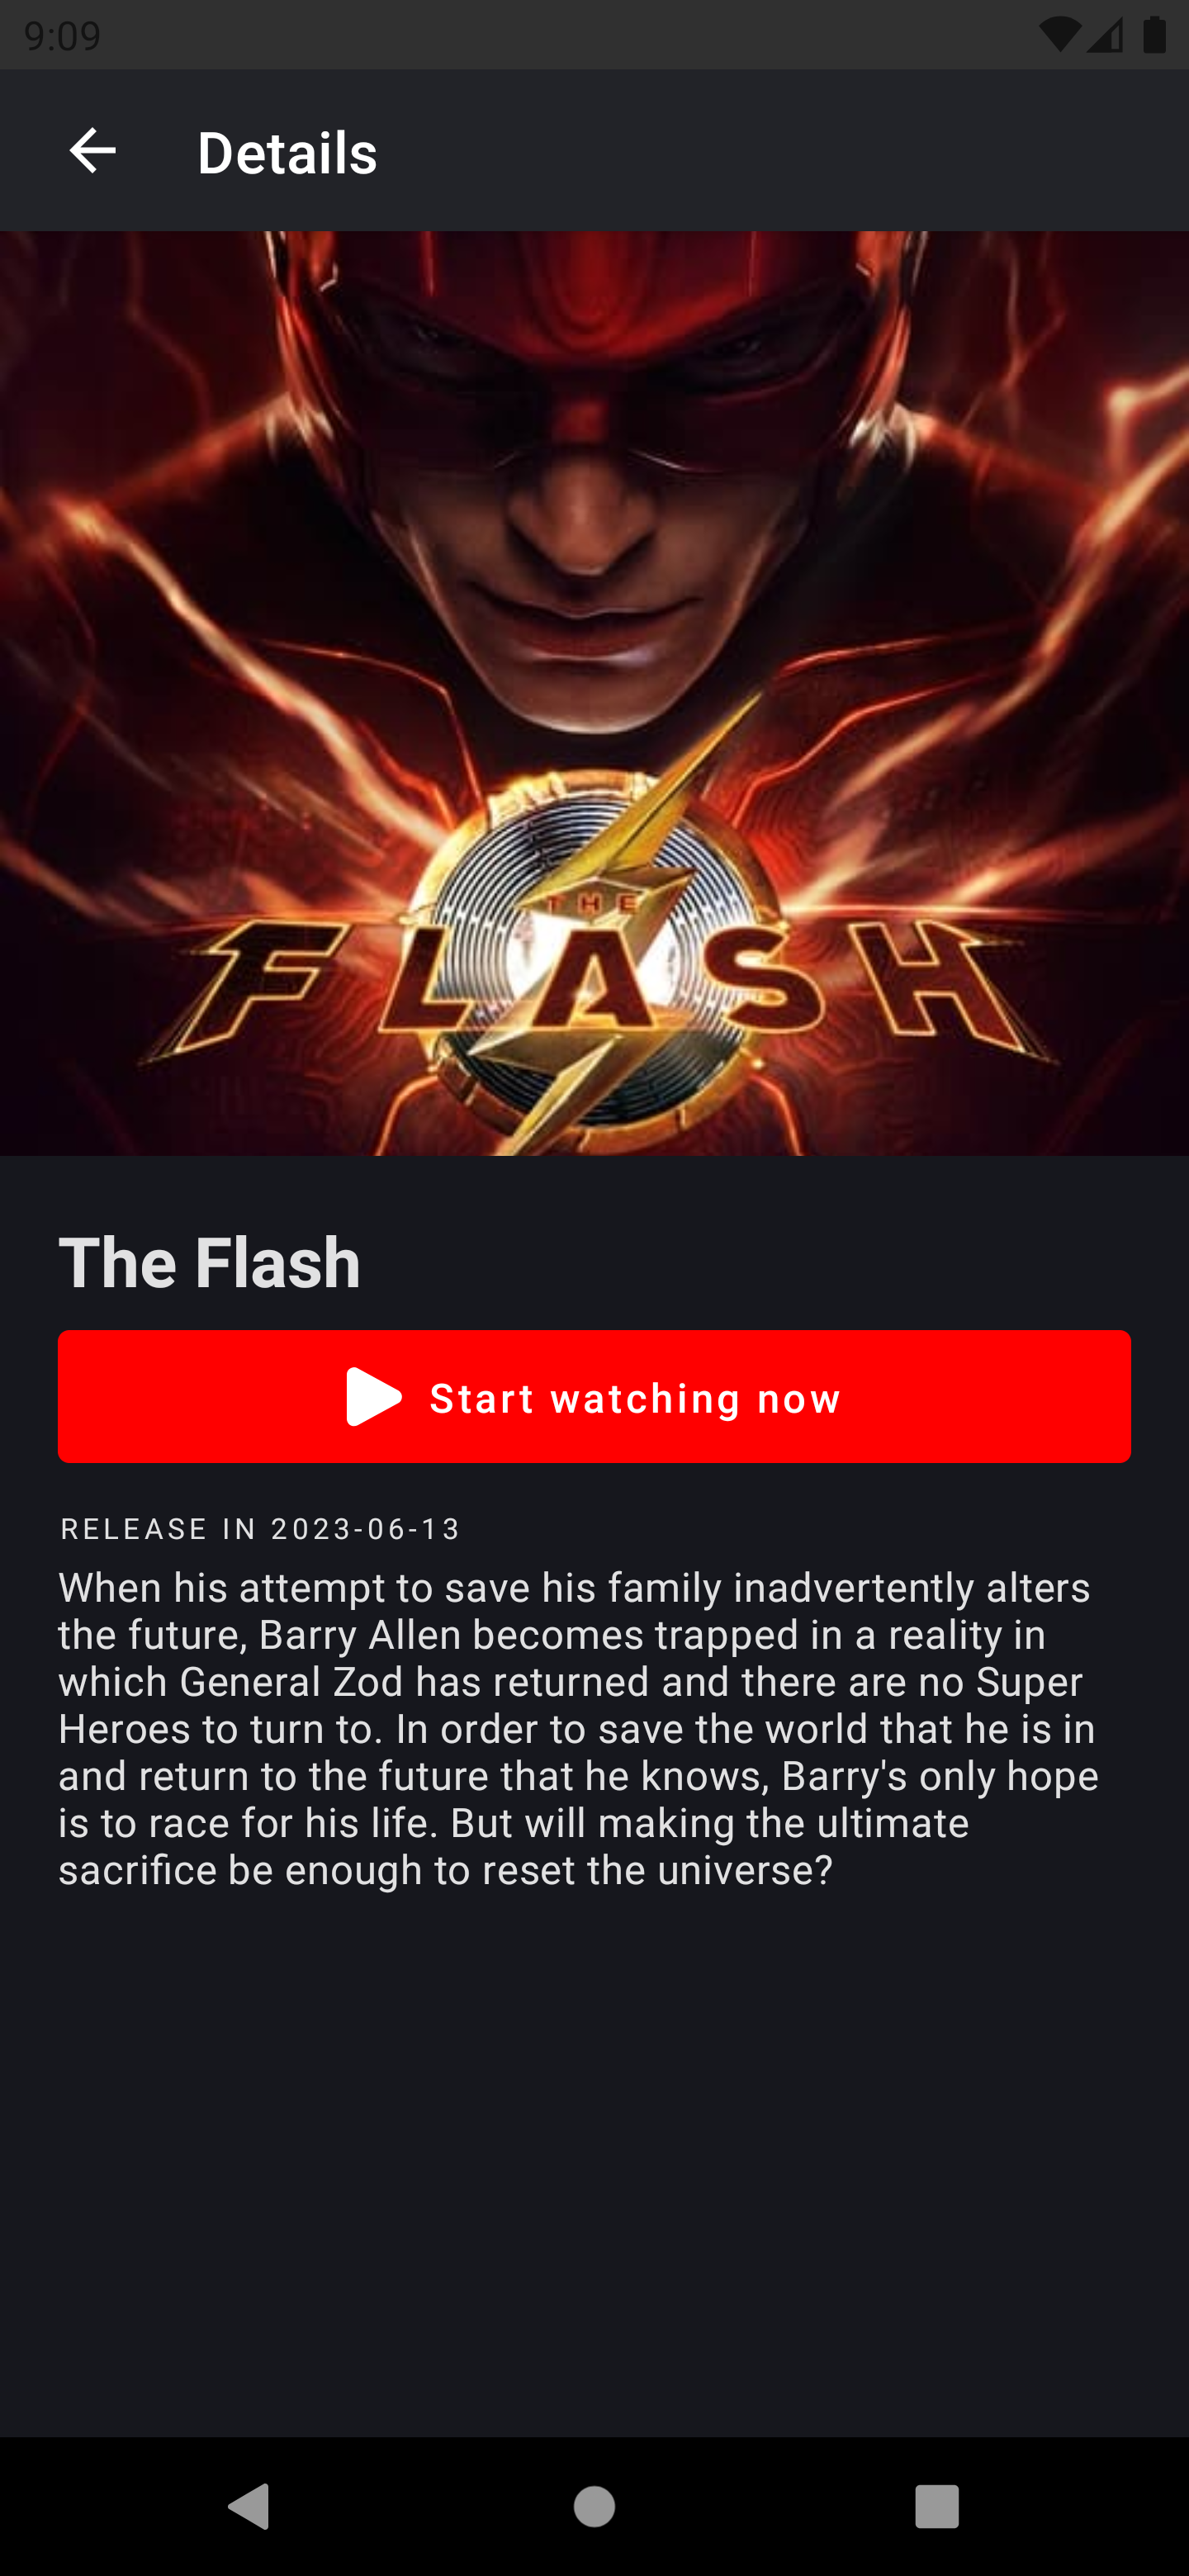 9:09
Details
THE
FLASH
The Flash
Start watching now
RELEASE IN 2023-06-13
When his attempt to save his family inadvertently alters
the future, Barry Allen becomes trapped in a reality in
which General Zod has returned and there are no Super
Heroes to turn to. In order to save the world that he is in
and return to the future that he knows, Barry's only hope
is to race for his life. But will making the ultimate
sacrifice be enough to reset the universe?